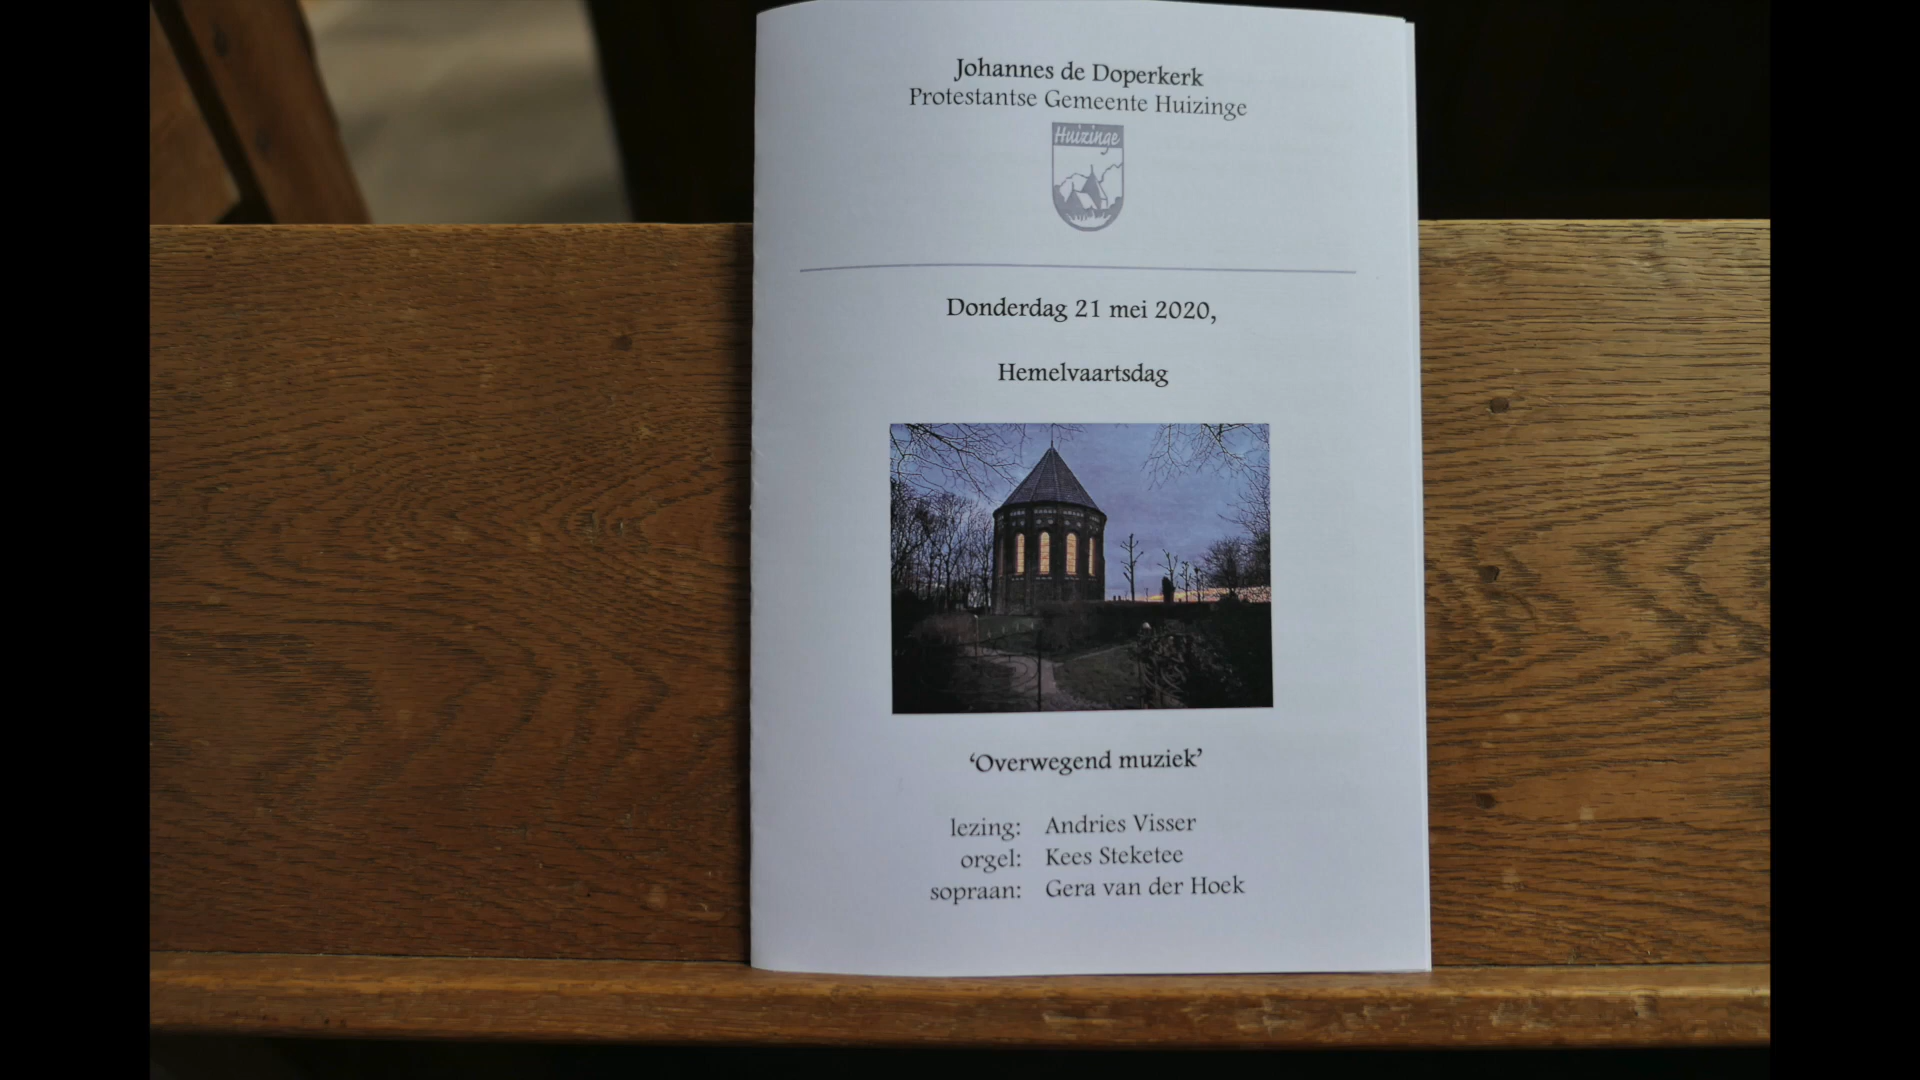 Johannes de Doperkerk
Protestantse Gemeente Huizinge
Huizinge
Donderdag 21 mei 2020,
Hemelvaartsdag
‘Overwegend muziek’
lezing: Andries Visser
orgel: Kees Steketee
sopraan: Gera van der Hoek